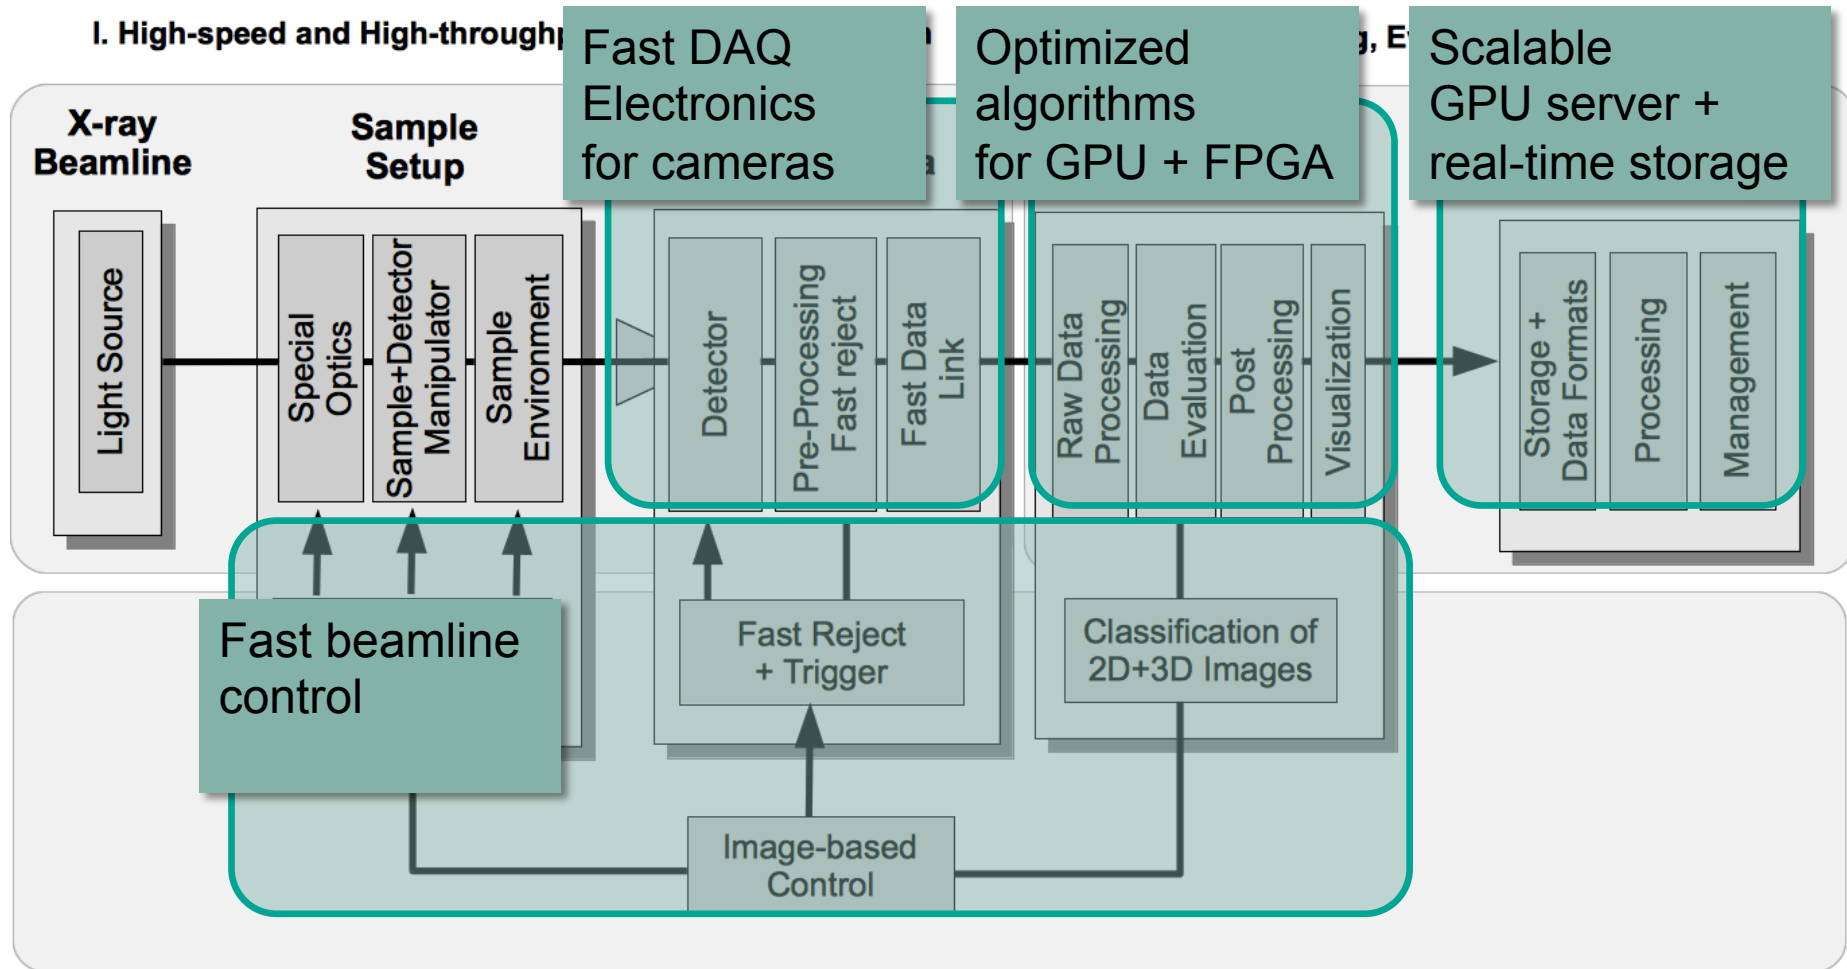 I. High-speed and High-through
Fast DAQ
Electronics
for cameras
Optimized
algorithms
for GPU + FPGA
Scalable
GPU server +
real-time storage
X-ray
Beamline
Sample
Setup
Light Source
Special
Optics
Sample+Detector
Manipulator
Sample
Environment
Detector
Pre-Processing
Fast reject
Fast Data
Link
Raw Data
Processing
Data
Evaluation
Post
Processing
Visualization
Storage +
Data Formats
Processing
Management
Fast beamline
control
Fast Reject
+ Trigger
Classification of
2D+3D Images
Image-based
Control